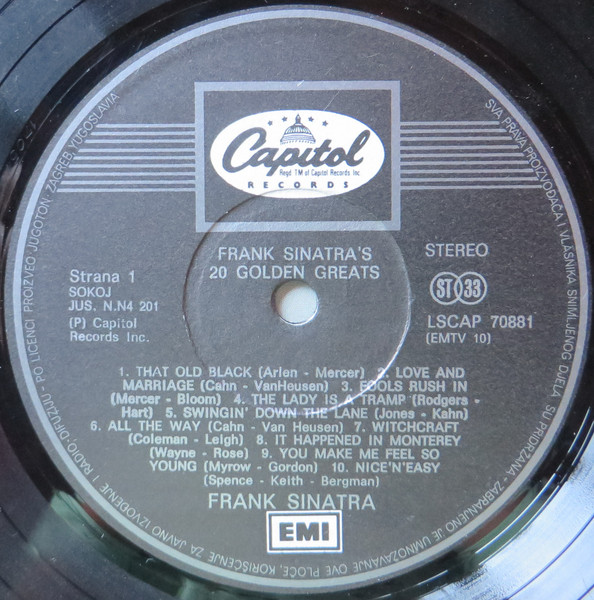 Capitol
Regd TM of Capitol Records Inc
RECORDS
FRANK SINATRA'S
20 GOLDEN GREATS
STEREO
Strana 1
SOKOJ
JUS. N.N4 201
(P) Capitol
Records Inc.
ST 33
LSCAP 70881
(EMTV 10)
1. THAT OLD BLACK (Arlen - Mercer) 2. LOVE AND
MARRIAGE (Cahn - VanHeusen) 3. FOOLS RUSH IN
(Mercer - Bloom) 4. THE LADY IS A TRAMP (Rodgers -
Hart) 5. SWINGIN' DOWN THE LANE (Jones - Kahn)
6. ALL THE WAY (Cahn - Van Heusen) 7. WITCHCRAFT
(Coleman - Leigh) 8. IT HAPPENED IN MONTEREY
(Wayne - Rose) 9. YOU MAKE ME FEEL SO
YOUNG (Myrow - Gordon) 10. NICE'N'EASY
(Spence - Keith - Bergman)
FRANK SINATRA
EMI
SVA PRAVA PROIZVOĐAČA I VLASNIKA SNIMLJENOG DJELA SU PRIDRŽANA - ZABRANJENO JE UMNOŽAVANJE OVE PLOČE, KORIŠĆENJE ZA JAVNO IZVOĐENJE I RADIO-DIFUZIJU - PO LICENCI PROIZVEO JUGOTON - ZAGREB, YUGOSLAVIA